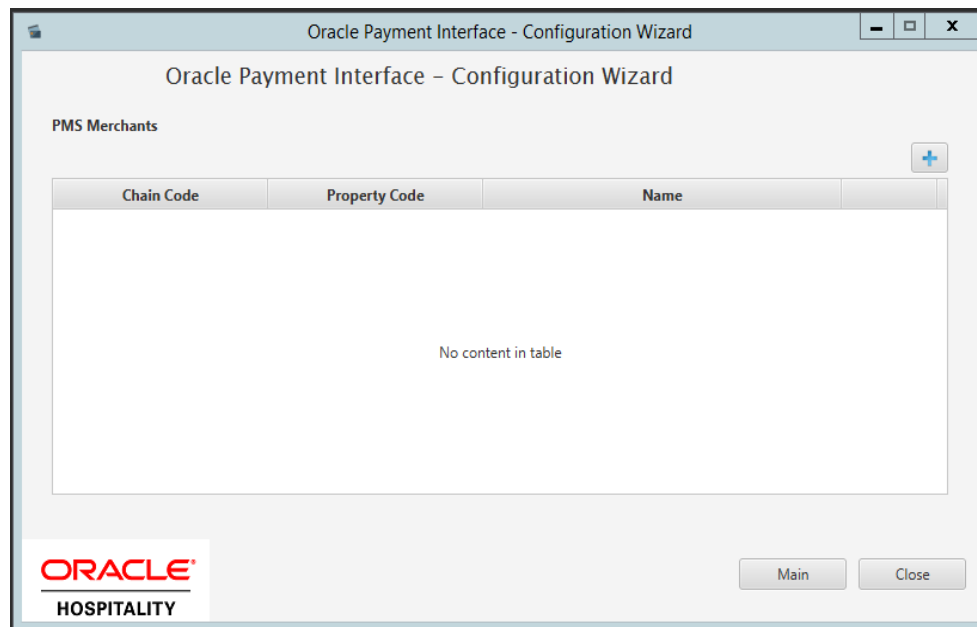 Oracle Payment Interface - Configuration Wizard
Oracle Payment Interface – Configuration Wizard
PMS Merchants
Chain Code Property Code Name
No content in table
ORACLE®
HOSPITALITY
Main Close